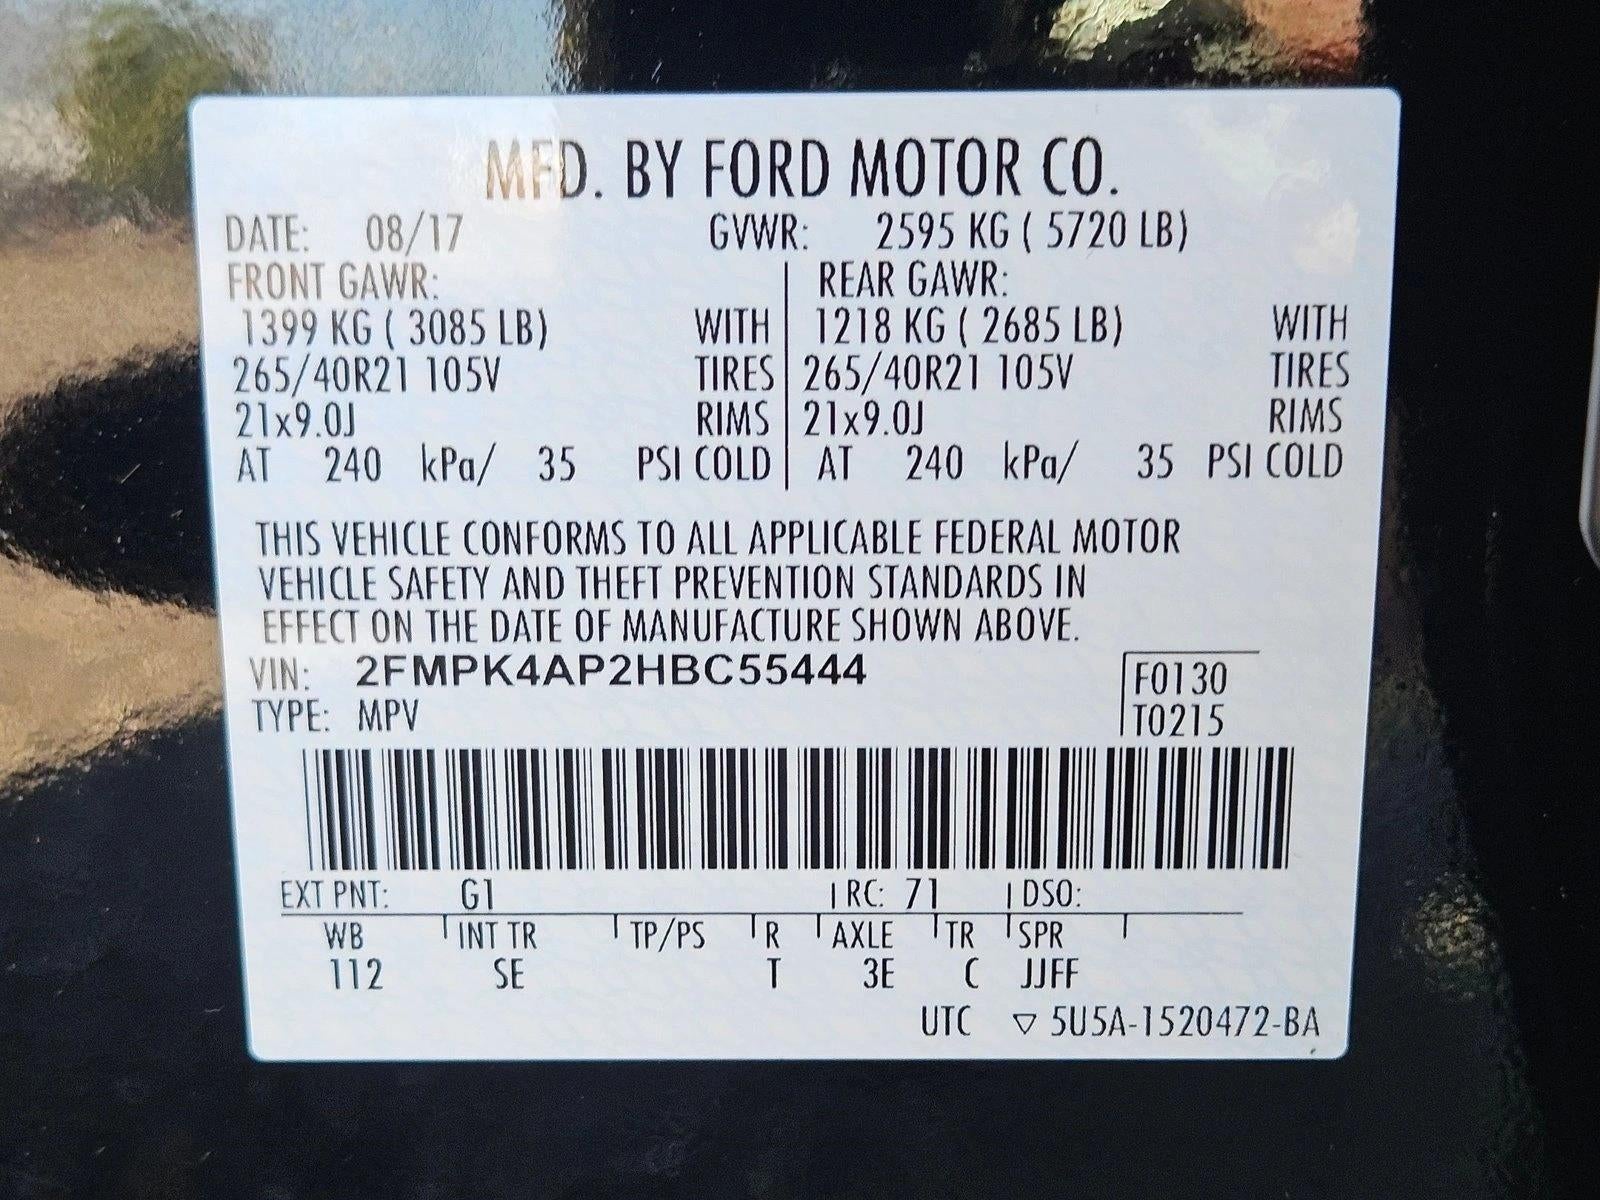 MFD. BY FORD MOTOR CO.
DATE: 08/17 GVWR: 2595 KG ( 5720 LB)
FRONT GAWR: REAR GAWR:
1399 KG ( 3085 LB) WITH 1218 KG ( 2685 LB) WITH
265/40R21 105V TIRES 265/40R21 105V TIRES
21x9.0J RIMS 21x9.0J RIMS
AT 240 kPa/ 35 PSI COLD AT 240 kPa/ 35 PSI COLD
THIS VEHICLE CONFORMS TO ALL APPLICABLE FEDERAL MOTOR
VEHICLE SAFETY AND THEFT PREVENTION STANDARDS IN
EFFECT ON THE DATE OF MANUFACTURE SHOWN ABOVE.
VIN: 2FMPK4AP2HBC55444 F0130
TYPE: MPV T0215
EXT PNT: G1 RC: 71 DSO:
WB INT TR TP/PS R AXLE TR SPR
112 SE T 3E C JJFF
UTC ▽ 5U5A-1520472-BA